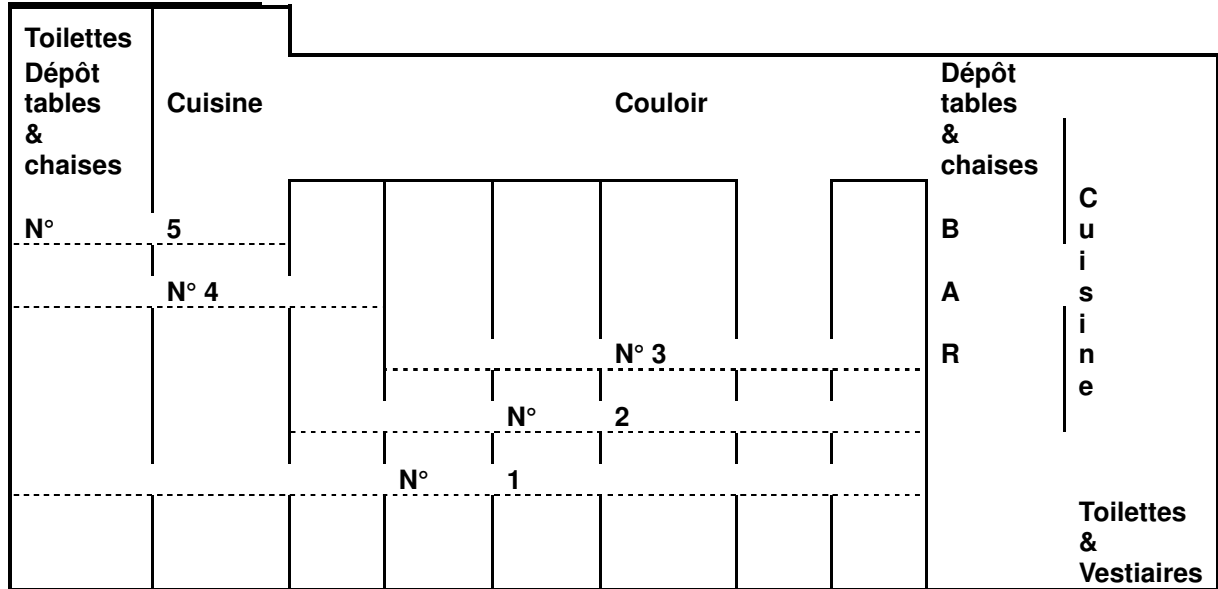 Toilettes
Dépôt
tables
&
chaises
Cuisine
Couloir
Dépôt
tables
&
chaises
N° 5
N° 4
N° 3
N° 2
N° 1
B
A
R
C
u
i
s
i
n
e
Toilettes
&
Vestiaires